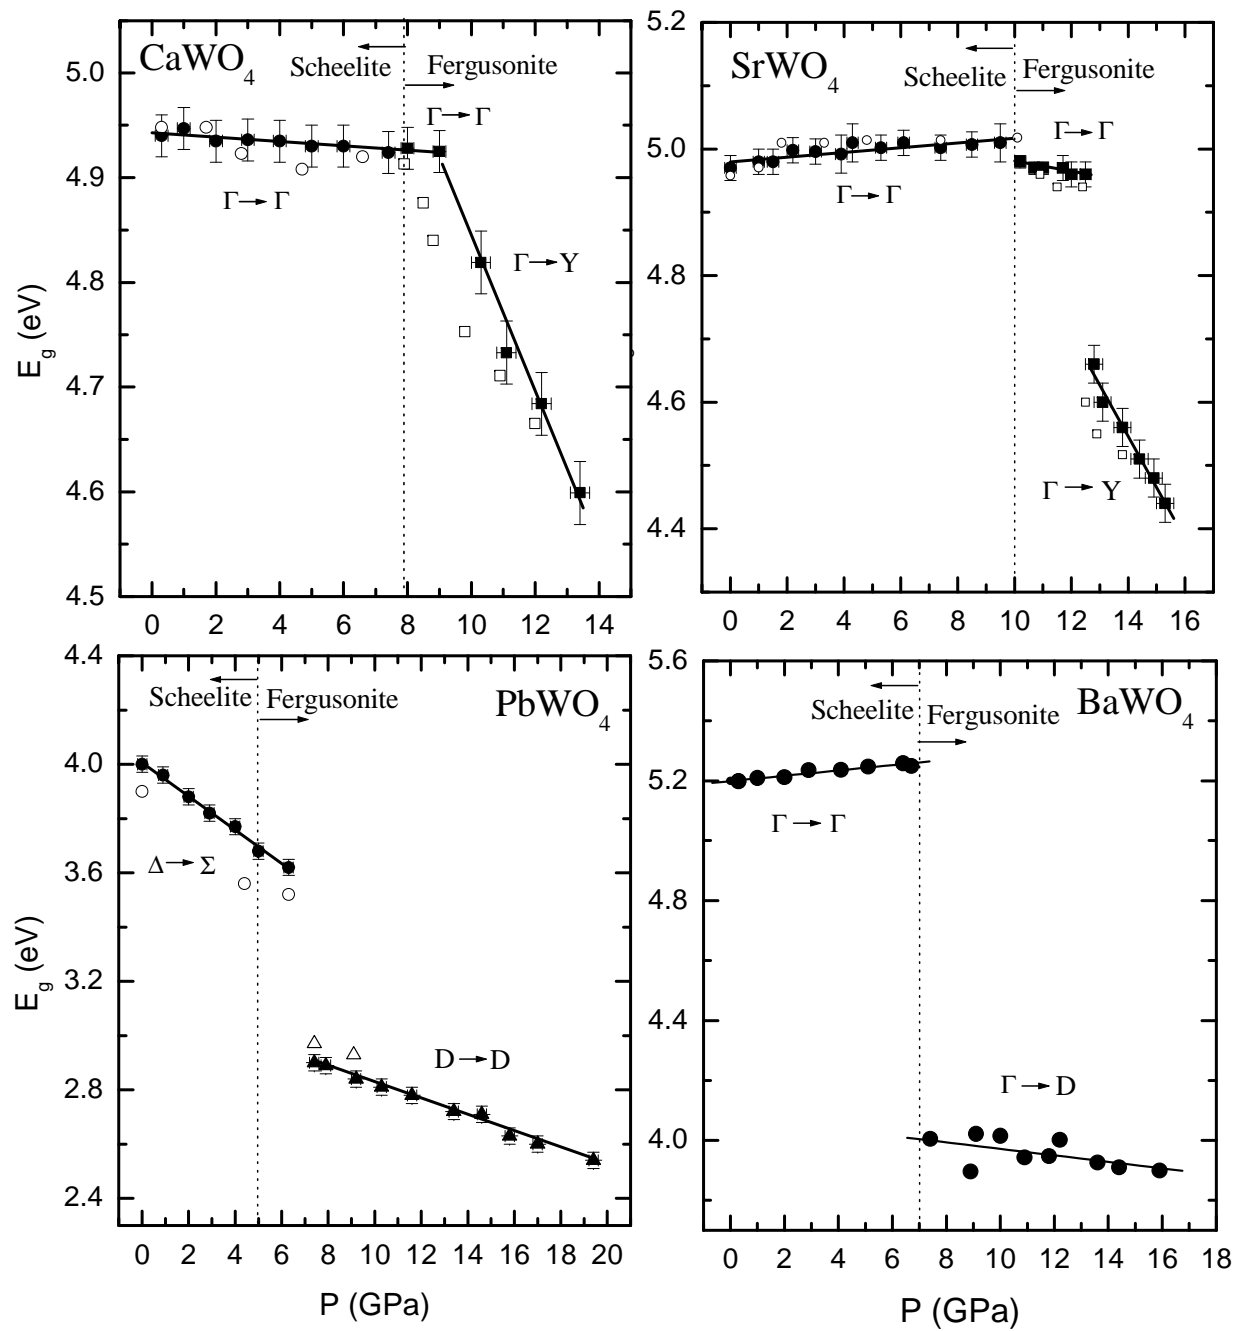 CaWO4
Scheelite
Fergusonite
Γ→Γ
Γ→Γ
Γ→Y
5.0
4.9
4.8
4.7
4.6
4.5
0 2 4 6 8 10 12 14
Eg (eV)
SrWO4
Scheelite
Fergusonite
Γ→Γ
Γ→Γ
Γ→Y
5.2
5.0
4.8
4.6
4.4
0 2 4 6 8 10 12 14 16
PbWO4
Scheelite
Fergusonite
Δ→Σ
D→D
4.4
4.0
3.6
3.2
2.8
2.4
0 2 4 6 8 10 12 14 16 18 20
Eg (eV)
P (GPa)
BaWO4
Scheelite
Fergusonite
Γ→Γ
Γ→D
5.6
5.2
4.8
4.4
4.0
0 2 4 6 8 10 12 14 16 18
P (GPa)